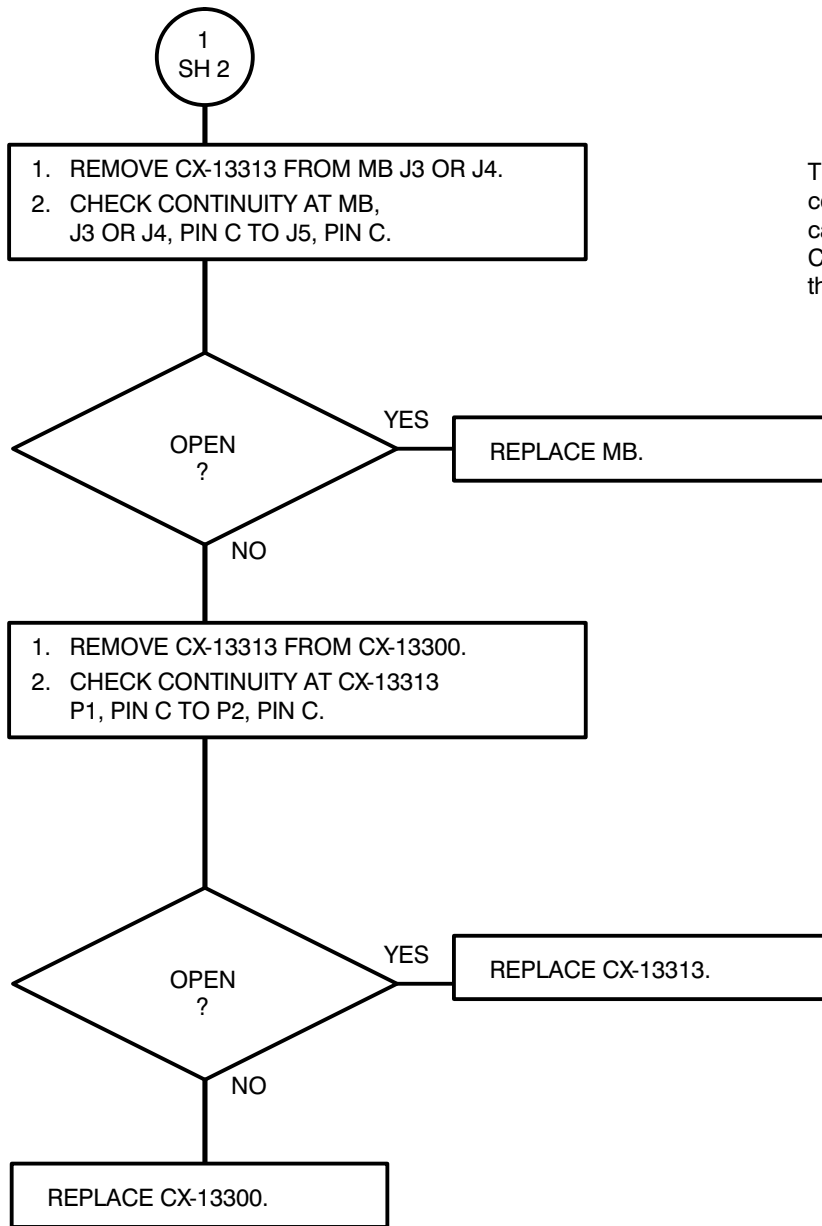 1
SH 2
1. REMOVE CX-13313 FROM MB J3 OR J4.
2. CHECK CONTINUITY AT MB,
J3 OR J4, PIN C TO J5, PIN C.
OPEN
?
YES
REPLACE MB.
NO
1. REMOVE CX-13313 FROM CX-13300.
2. CHECK CONTINUITY AT CX-13313
P1, PIN C TO P2, PIN C.
OPEN
?
YES
REPLACE CX-13313.
NO
REPLACE CX-13300.